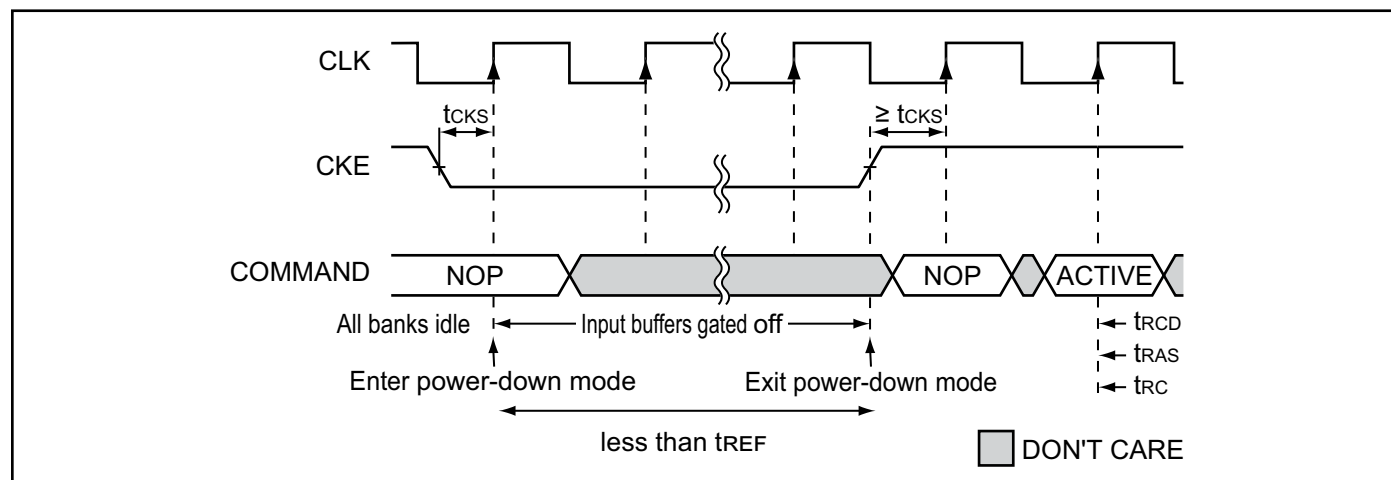 CLK
tCKS
≥ tCKS
CKE
COMMAND
NOP
NOP
ACTIVE
All banks idle
Input buffers gated off
tRCD
tRAS
tRC
Enter power-down mode
Exit power-down mode
less than tREF
DON'T CARE